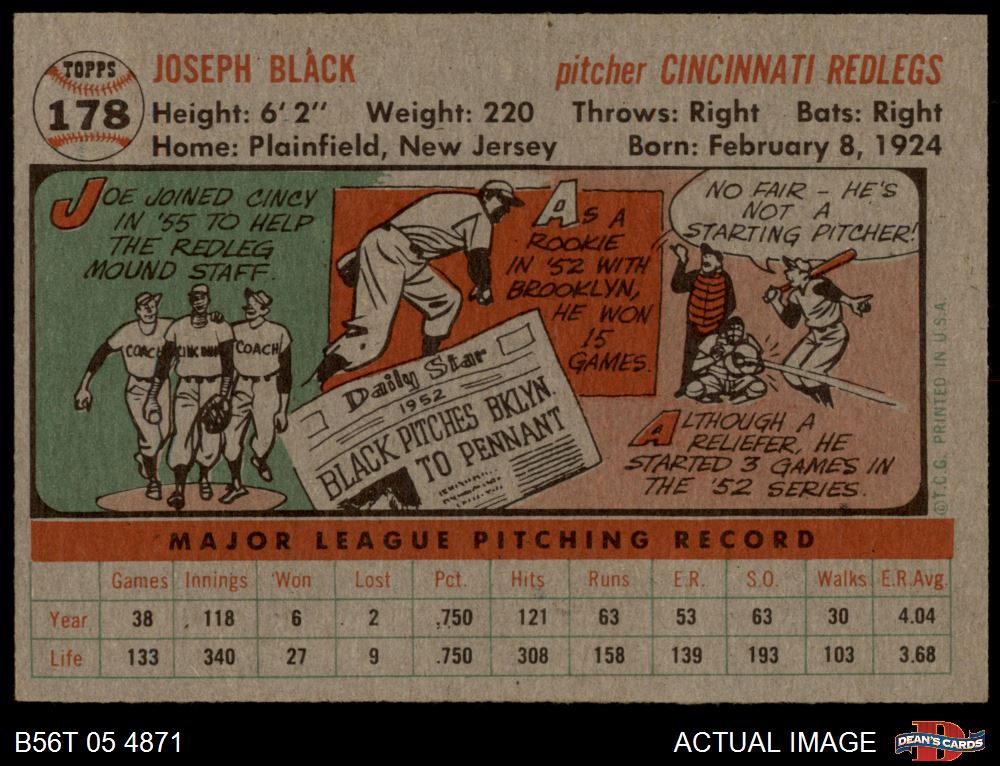 TOPPS
178
JOSEPH BLACK
pitcher CINCINNATI REDLEGS
Height: 6' 2" Weight: 220 Throws: Right Bats: Right
Home: Plainfield, New Jersey Born: February 8, 1924
JOE JOINED CINCY
IN '55 TO HELP
THE REDLEG
MOUND STAFF.
COACH
COACH
Daily Star
1952
BLACK PITCHES BKLYN.
TO PENNANT
AS A
ROOKIE
IN '52 WITH
BROOKLYN,
HE WON
15
GAMES.
NO FAIR – HE'S
NOT A
STARTING PITCHER!
ALTHOUGH A
RELIEFER, HE
STARTED 3 GAMES IN
THE '52 SERIES.
©T.C.G. PRINTED IN U.S.A.
MAJOR LEAGUE PITCHING RECORD
Games Innings Won Lost Pct. Hits Runs E.R. S.O. Walks E.R.Avg.
Year 38 118 6 2 .750 121 63 53 63 30 4.04
Life 133 340 27 9 .750 308 158 139 193 103 3.68
B56T 05 4871
ACTUAL IMAGE
DEAN'S CARDS